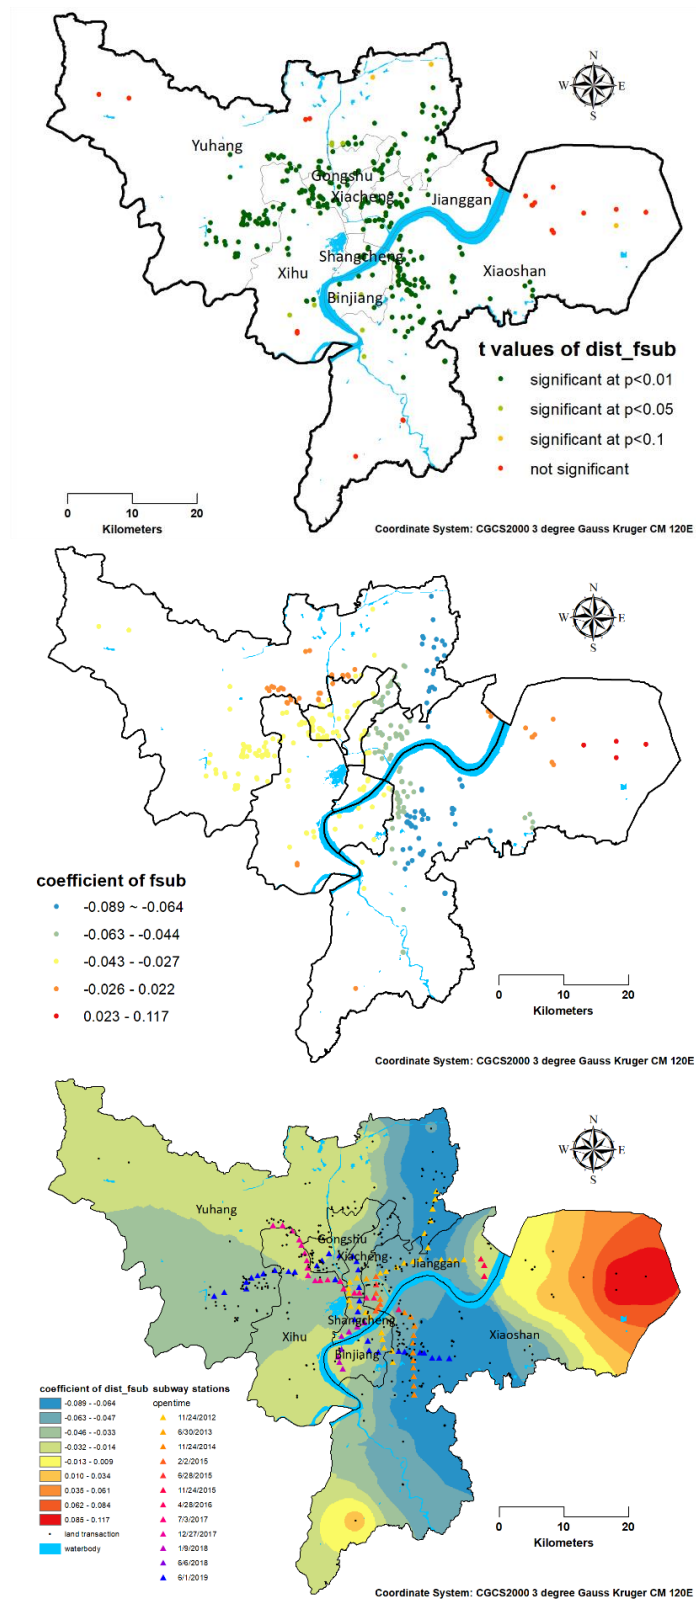 N
W E
S
Yuhang
Gongshu
Xiacheng
Jianggan
Shangcheng
Xihu
Xiaoshan
Binjiang
t values of dist_fsub
significant at p<0.01
significant at p<0.05
significant at p<0.1
not significant
0 10 20
Kilometers
Coordinate System: CGCS2000 3 degree Gauss Kruger CM 120E
N
W E
S
coefficient of fsub
-0.089 ~ -0.064
-0.063 - -0.044
-0.043 - -0.027
-0.026 - 0.022
0.023 - 0.117
0 10 20
Kilometers
Coordinate System: CGCS2000 3 degree Gauss Kruger CM 120E
N
W E
S
Yuhang
Gongshu
Xiacheng
Jianggan
Shangcheng
Xihu
Xiaoshan
Binjiang
coefficient of dist_fsub subway stations
opentime
-0.089 - -0.064
-0.063 - -0.047
-0.046 - -0.033
-0.032 - -0.014
-0.013 - 0.009
0.010 - 0.034
0.035 - 0.061
0.062 - 0.084
0.085 - 0.117
land transaction
waterbody
11/24/2012
6/30/2013
11/24/2014
2/2/2015
6/28/2015
11/24/2015
4/28/2016
7/3/2017
12/27/2017
1/9/2018
6/6/2018
6/1/2019
0 10 20
Kilometers
Coordinate System: CGCS2000 3 degree Gauss Kruger CM 120E